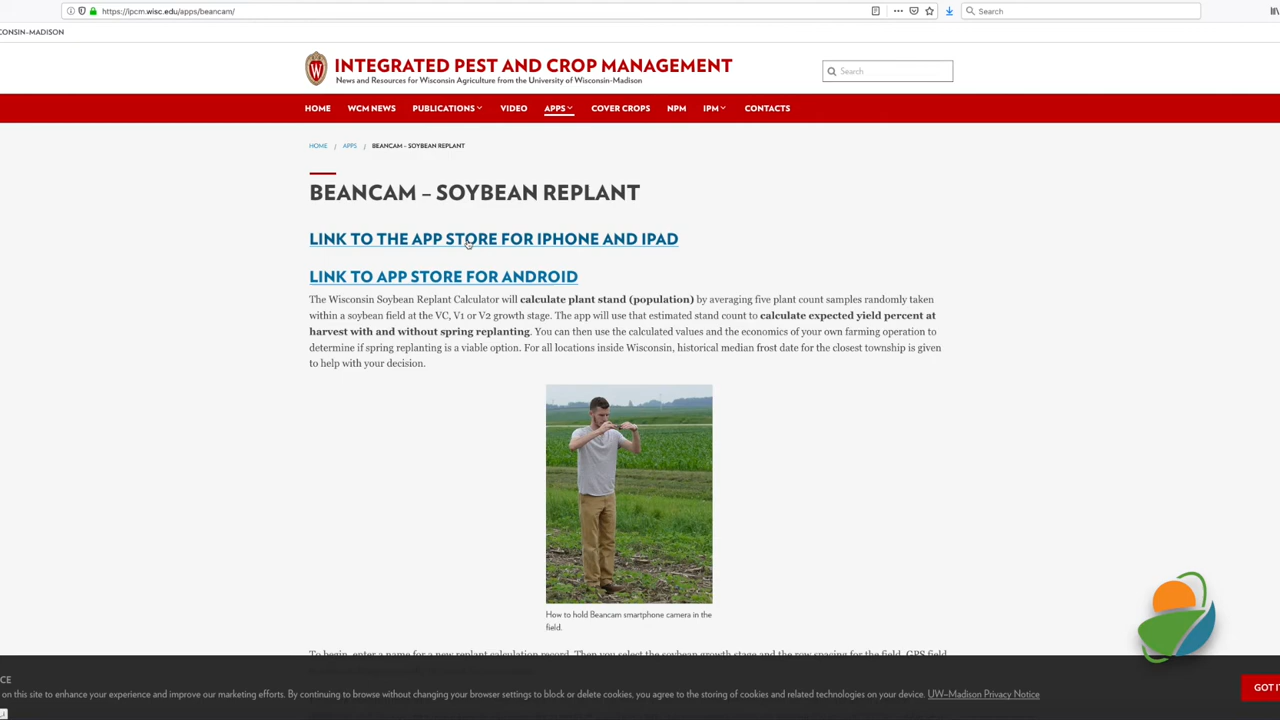 https://ipcm.wisc.edu/apps/beancam/
Search
CONSIN–MADISON
INTEGRATED PEST AND CROP MANAGEMENT
News and Resources for Wisconsin Agriculture from the University of Wisconsin-Madison
Search
HOME WCM NEWS PUBLICATIONS VIDEO APPS COVER CROPS NPM IPM CONTACTS
HOME / APPS / BEANCAM – SOYBEAN REPLANT
BEANCAM – SOYBEAN REPLANT
LINK TO THE APP STORE FOR IPHONE AND IPAD
LINK TO APP STORE FOR ANDROID
The Wisconsin Soybean Replant Calculator will calculate plant stand (population) by averaging five plant count samples randomly taken
within a soybean field at the VC, V1 or V2 growth stage. The app will use that estimated stand count to calculate expected yield percent at
harvest with and without spring replanting. You can then use the calculated values and the economics of your own farming operation to
determine if spring replanting is a viable option. For all locations inside Wisconsin, historical median frost date for the closest township is given
to help with your decision.
How to hold Beancam smartphone camera in the
field.
To begin, enter a name for a new replant calculation record. Then you select the soybean growth stage and the row spacing for the field. GPS field
CE
on this site to enhance your experience and improve our marketing efforts. By continuing to browse without changing your browser settings to block or delete cookies, you agree to the storing of cookies and related technologies on your device. UW–Madison Privacy Notice
GOT I